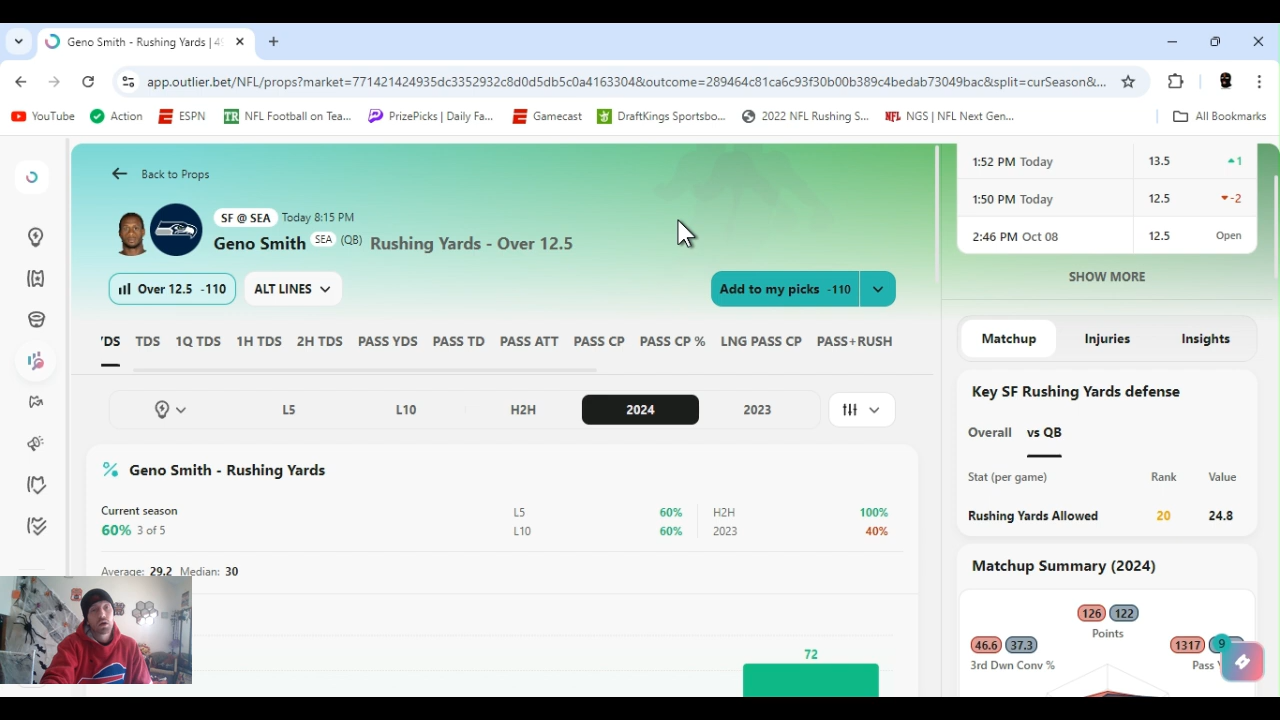 Geno Smith - Rushing Yards | 4
app.outlier.bet/NFL/props?market=771421424935dc3352932c8d0d5db5c0a4163304&outcome=289464c81ca6c93f30b00b389c4bedab73049bac&split=curSeason&...
YouTube Action ESPN NFL Football on Tea... PrizePicks | Daily Fa... Gamecast DraftKings Sportsbo... 2022 NFL Rushing S... NFL NGS | NFL Next Gen... All Bookmarks
Back to Props
SF @ SEA Today 8:15 PM
Geno Smith SEA (QB) Rushing Yards - Over 12.5
Over 12.5 -110 ALT LINES Add to my picks -110
YDS TDS 1Q TDS 1H TDS 2H TDS PASS YDS PASS TD PASS ATT PASS CP PASS CP % LNG PASS CP PASS+RUSH
L5 L10 H2H 2024 2023
Geno Smith - Rushing Yards
Current season
60% 3 of 5
L5 60% H2H 100%
L10 60% 2023 40%
Average: 29.2 Median: 30
72
1:52 PM Today 13.5 1
1:50 PM Today 12.5 -2
2:46 PM Oct 08 12.5 Open
SHOW MORE
Matchup Injuries Insights
Key SF Rushing Yards defense
Overall vs QB
Stat (per game) Rank Value
Rushing Yards Allowed 20 24.8
Matchup Summary (2024)
126 122
Points
46.6 37.3
3rd Dwn Conv %
1317
Pass Y
9